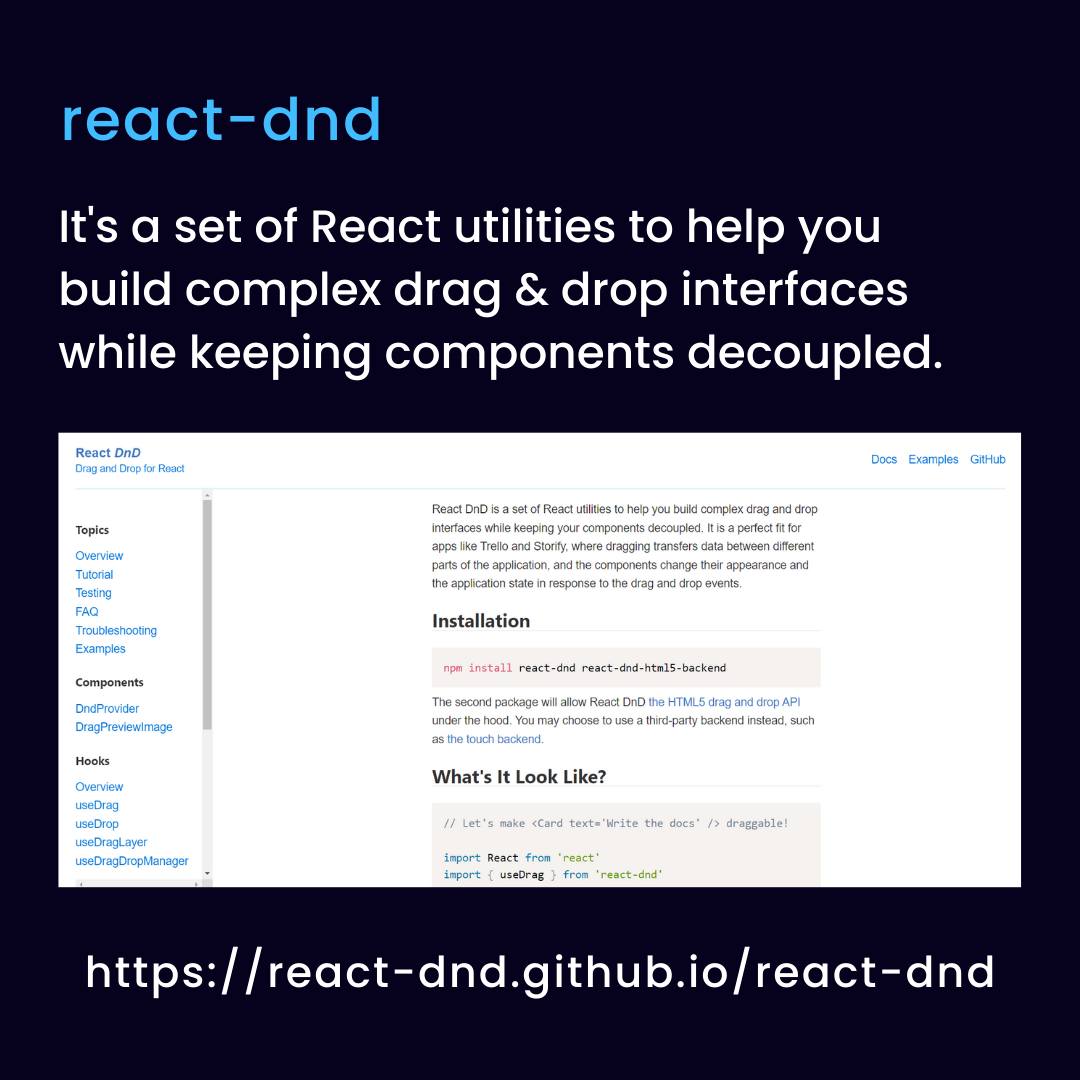 react-dnd
It's a set of React utilities to help you
build complex drag & drop interfaces
while keeping components decoupled.
React DnD
Drag and Drop for React
Docs Examples GitHub
Topics
Overview
Tutorial
Testing
FAQ
Troubleshooting
Examples
Components
DndProvider
DragPreviewImage
Hooks
Overview
useDrag
useDrop
useDragLayer
useDragDropManager
React DnD is a set of React utilities to help you build complex drag and drop
interfaces while keeping your components decoupled. It is a perfect fit for
apps like Trello and Storify, where dragging transfers data between different
parts of the application, and the components change their appearance and
the application state in response to the drag and drop events.
Installation
npm install react-dnd react-dnd-html5-backend
The second package will allow React DnD the HTML5 drag and drop API
under the hood. You may choose to use a third-party backend instead, such
as the touch backend.
What's It Look Like?
// Let's make <Card text='Write the docs' /> draggable!
import React from 'react'
import { useDrag } from 'react-dnd'
https://react-dnd.github.io/react-dnd